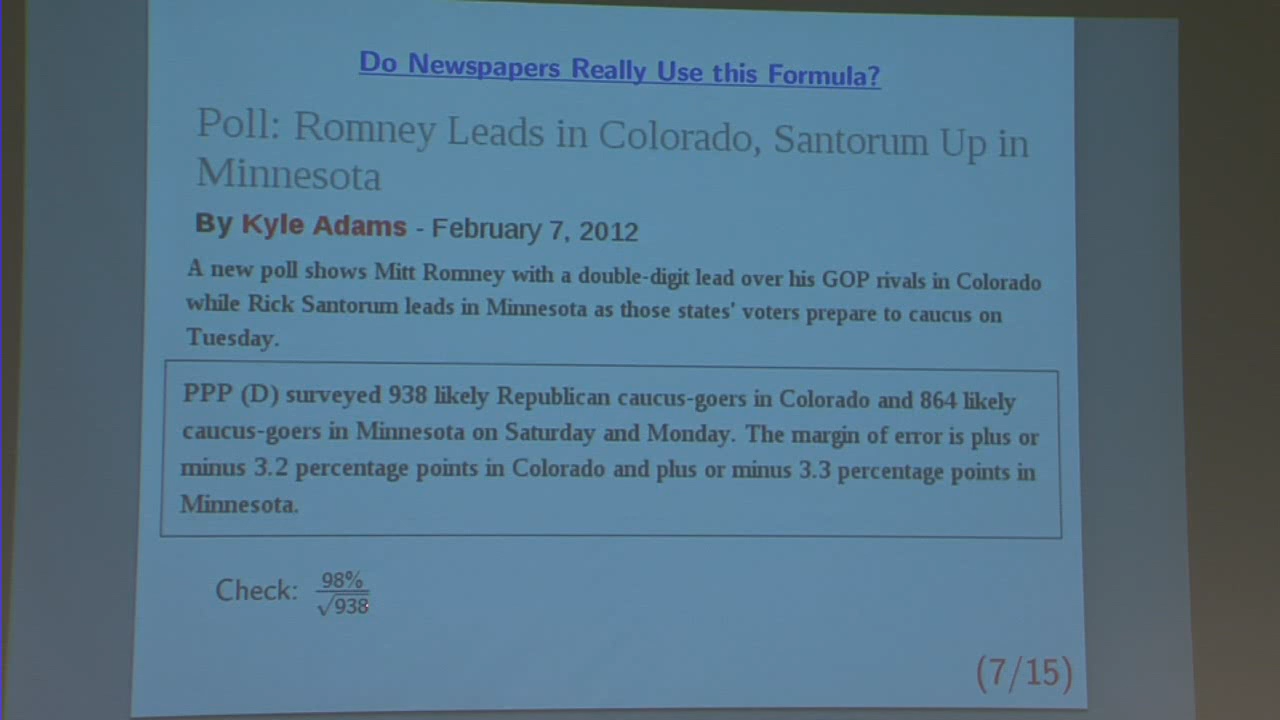 Do Newspapers Really Use this Formula?
Poll: Romney Leads in Colorado, Santorum Up in
Minnesota
By Kyle Adams - February 7, 2012
A new poll shows Mitt Romney with a double-digit lead over his GOP rivals in Colorado
while Rick Santorum leads in Minnesota as those states' voters prepare to caucus on
Tuesday.
PPP (D) surveyed 938 likely Republican caucus-goers in Colorado and 864 likely
caucus-goers in Minnesota on Saturday and Monday. The margin of error is plus or
minus 3.2 percentage points in Colorado and plus or minus 3.3 percentage points in
Minnesota.
Check: 98%
√938
(7/15)